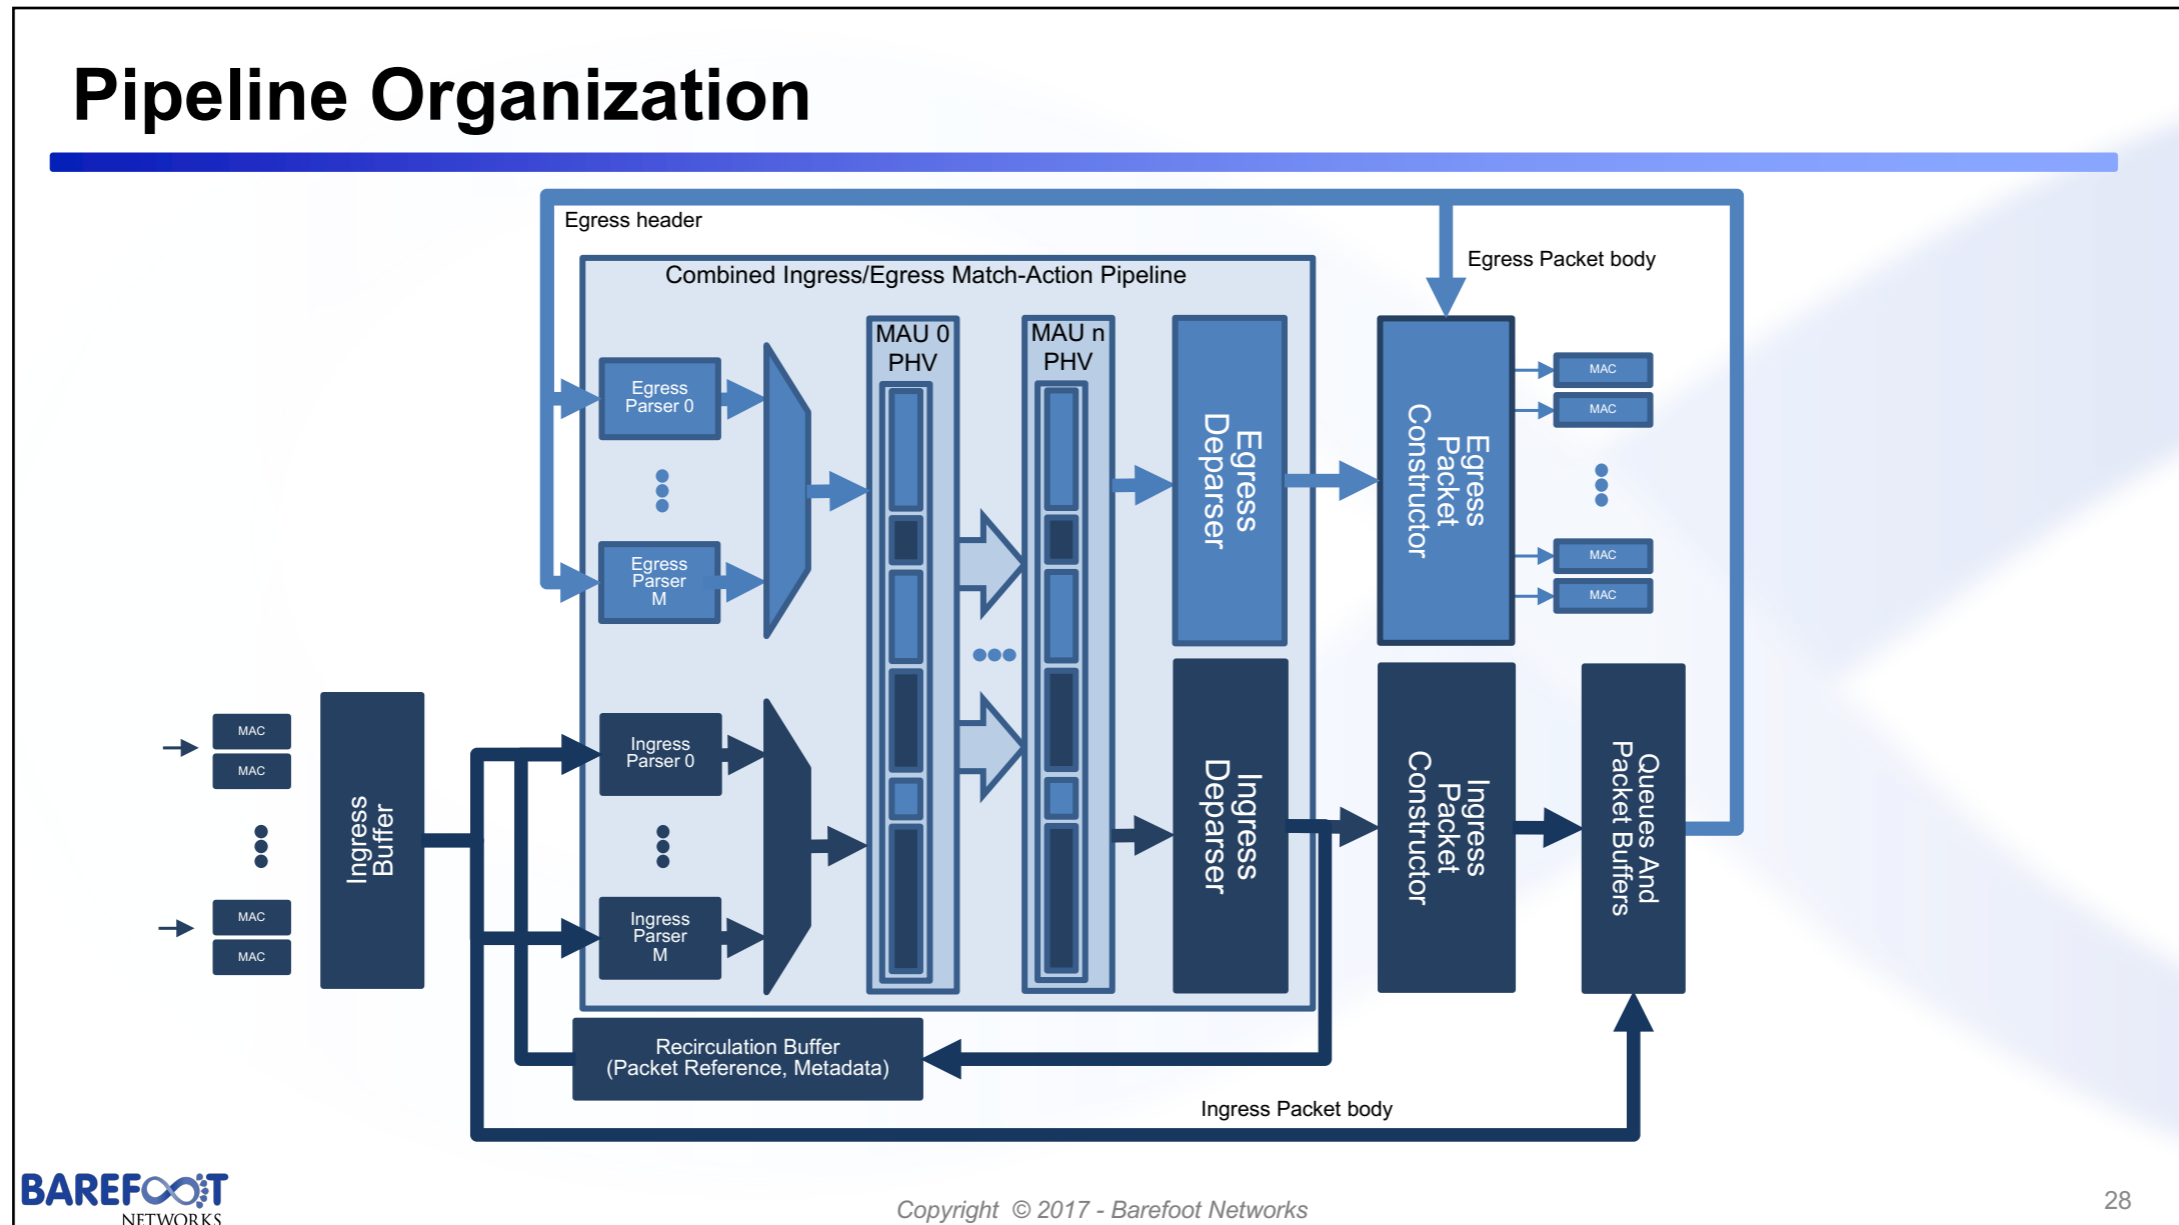 Pipeline Organization
Egress header
Egress Packet body
Combined Ingress/Egress Match-Action Pipeline
MAU 0
PHV
MAU n
PHV
Egress
Parser 0
Egress
Parser
M
Egress
Deparser
Egress
Packet
Constructor
MAC
MAC
MAC
MAC
MAC
MAC
MAC
MAC
Ingress
Buffer
Ingress
Parser 0
Ingress
Parser
M
Ingress
Deparser
Ingress
Packet
Constructor
Queues And
Packet Buffers
Recirculation Buffer
(Packet Reference, Metadata)
Ingress Packet body
BAREFOOT
NETWORKS
Copyright © 2017 - Barefoot Networks
28